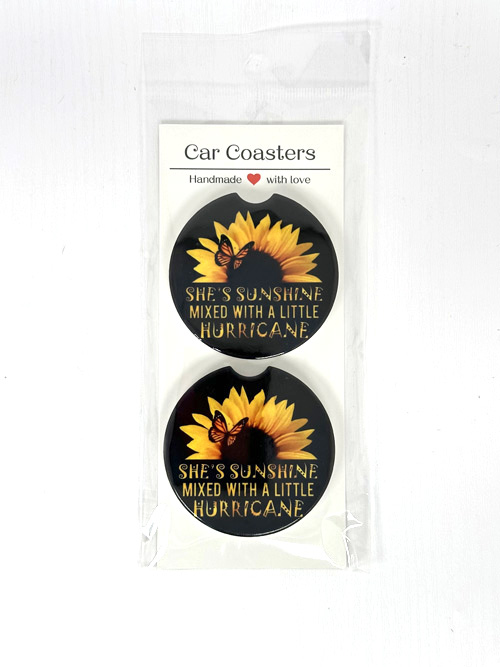 Car Coasters
Handmade ❤ with love
SHE'S SUNSHINE
MIXED WITH A LITTLE
HURRICANE
SHE'S SUNSHINE
MIXED WITH A LITTLE
HURRICANE